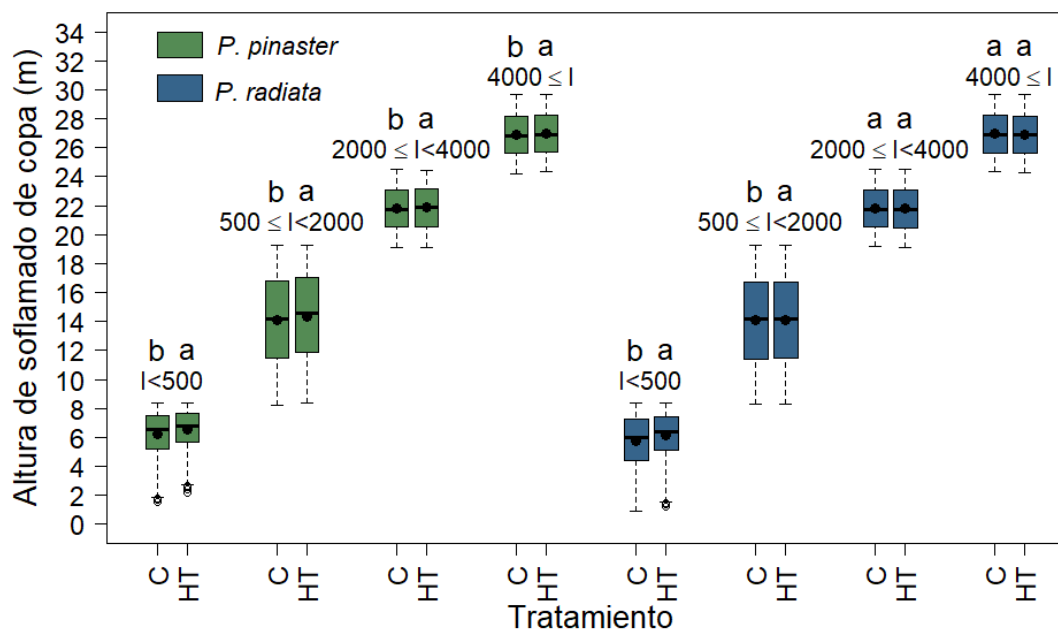 Altura de soflamado de copa (m)
34
32
30
28
26
24
22
20
18
16
14
12
10
8
6
4
2
0
P. pinaster
P. radiata
b a
I<500
b a
500 ≤ I<2000
b a
2000 ≤ I<4000
b a
4000 ≤ I
b a
I<500
b a
500 ≤ I<2000
a a
2000 ≤ I<4000
a a
4000 ≤ I
C
HT
C
HT
C
HT
C
HT
C
HT
C
HT
C
HT
C
HT
Tratamiento